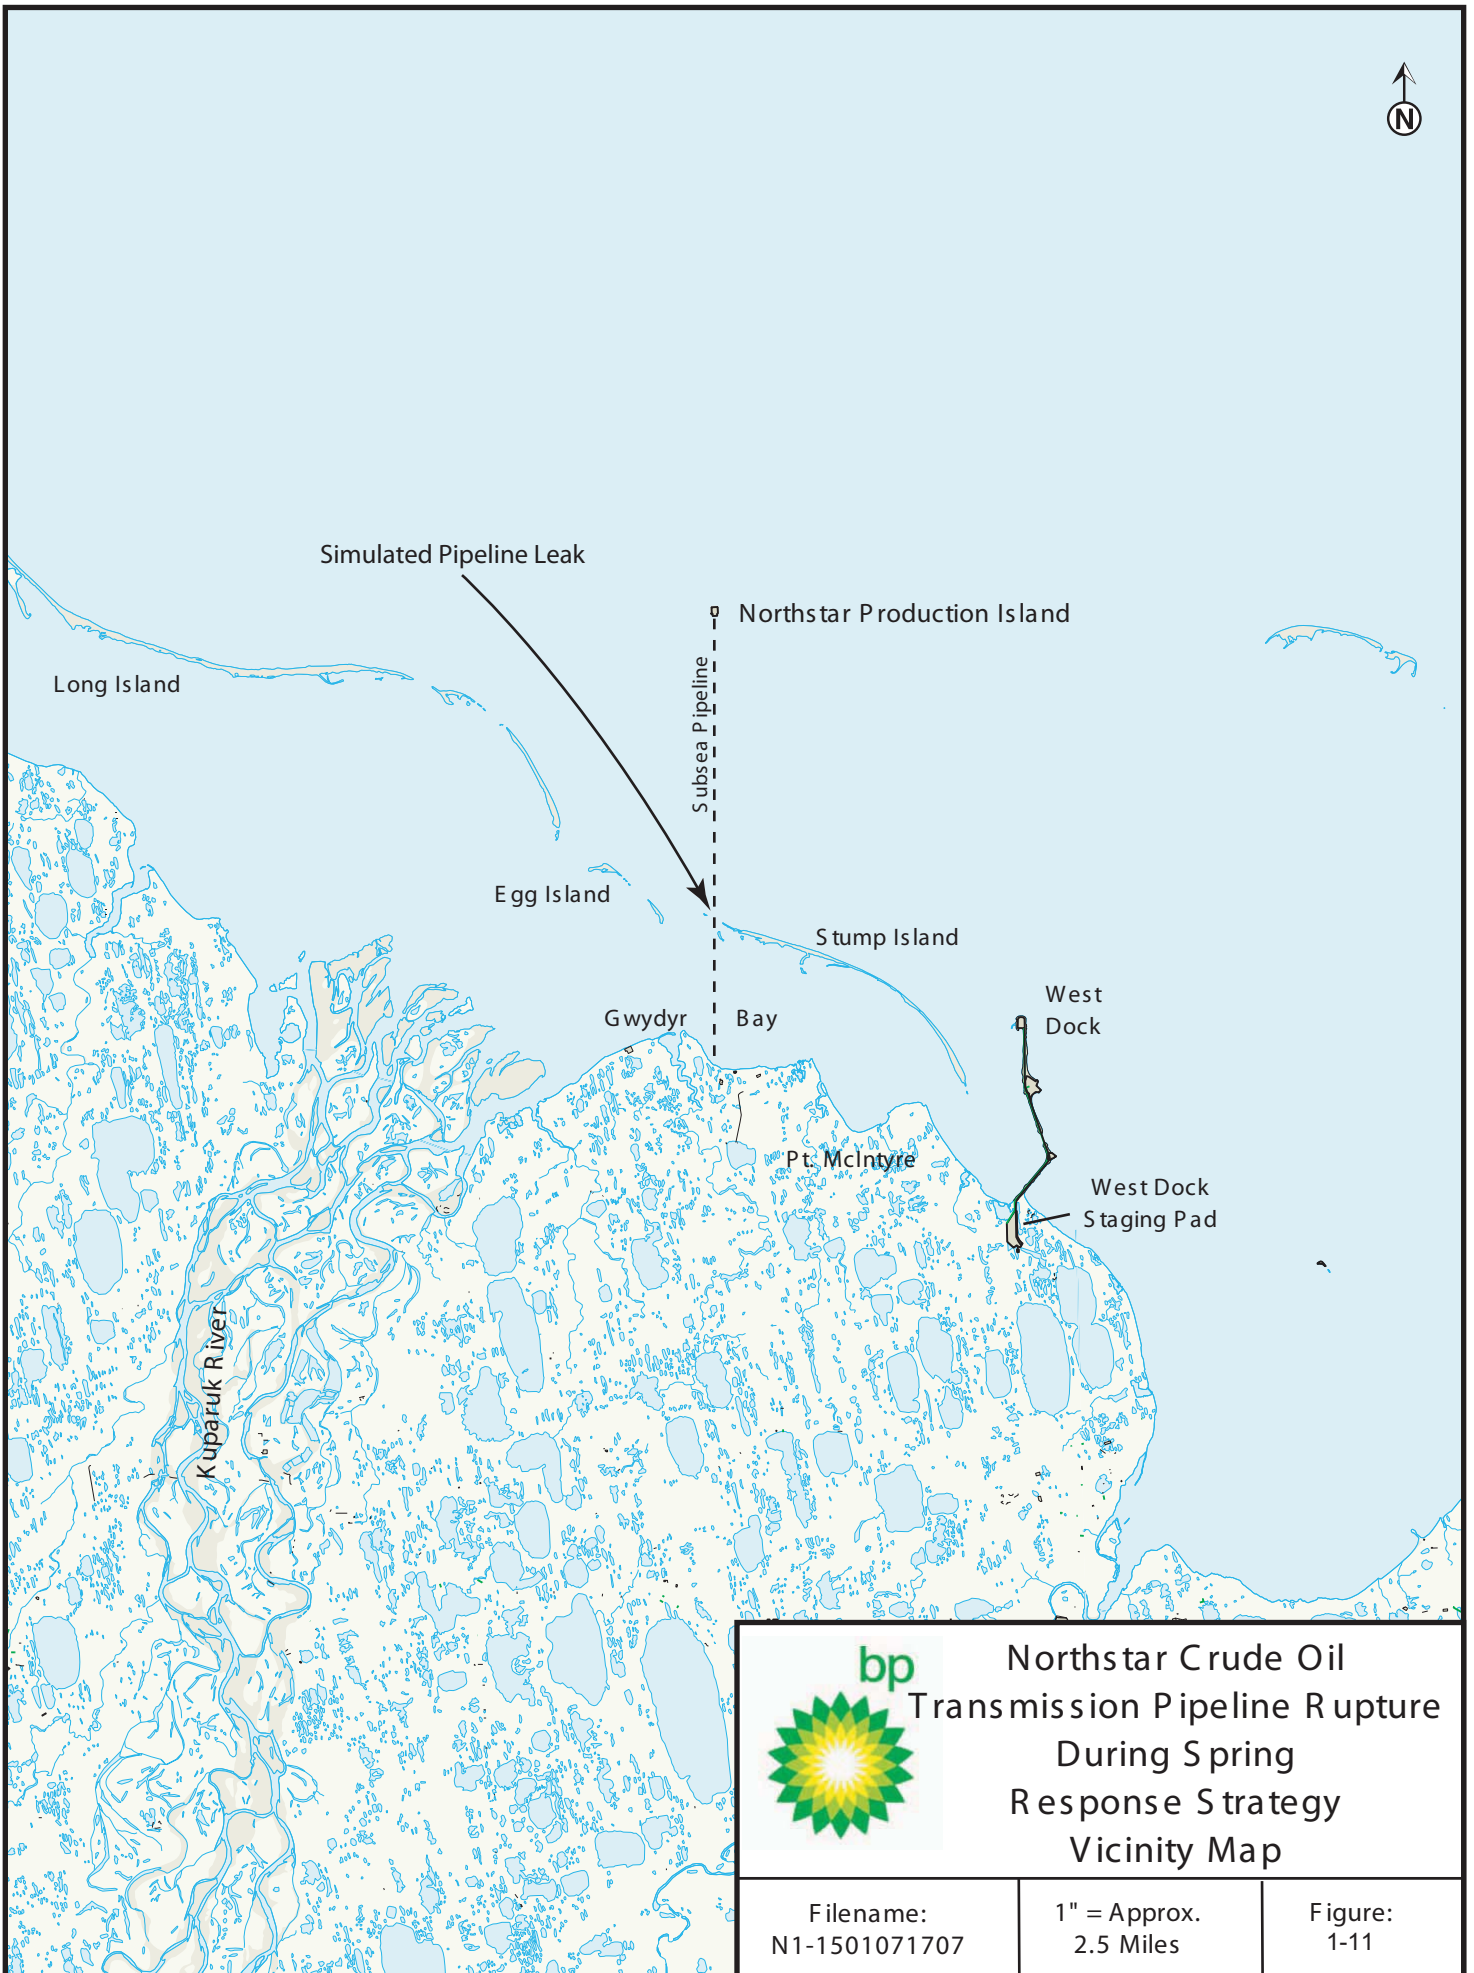 N
Simulated Pipeline Leak
Northstar Production Island
Subsea Pipeline
Long Island
Egg Island
Stump Island
West
Dock
Gwydyr Bay
Pt. McIntyre
West Dock
Staging Pad
Kuparuk River
bp
Northstar Crude Oil
Transmission Pipeline Rupture
During Spring
Response Strategy
Vicinity Map
Filename:
N1-1501071707
1" = Approx.
2.5 Miles
Figure:
1-11